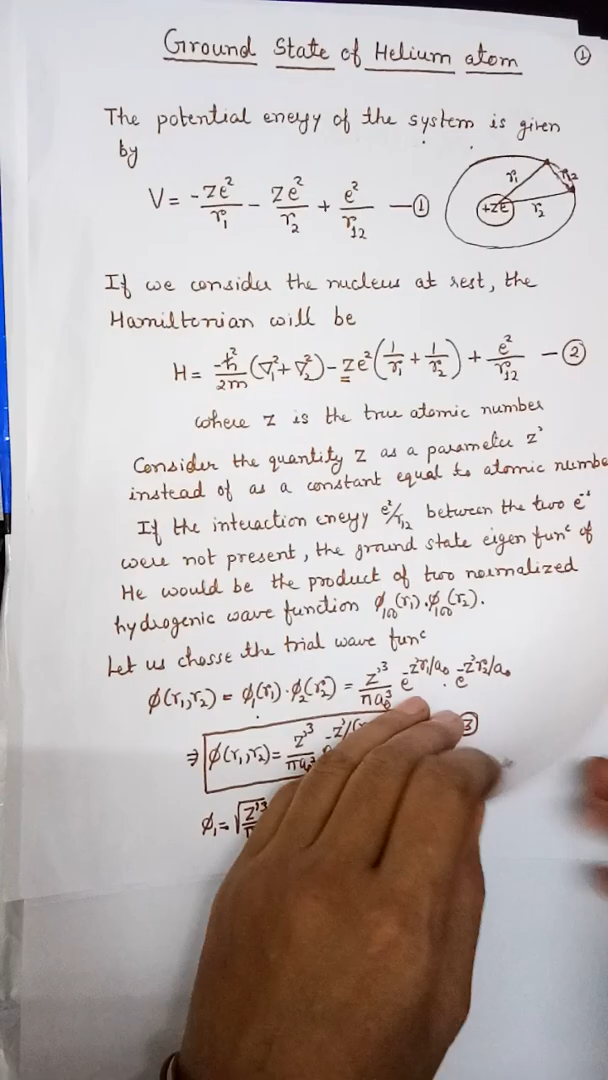 Ground State of Helium atom
①
The potential eneyy of the system is given
by
V = -Ze²/r₁ - Ze²/r₂ + e²/r₁₂ —①
r₁ r₁₂ r₂ +Ze
If we consider the nucleus at rest, the
Hamiltonian will be
H = -ħ²/2m (∇₁² + ∇₂²) - Ze² (1/r₁ + 1/r₂) + e²/r₁₂ —②
where Z is the true atomic number
Consider the quantity Z as a parameter Z'
instead of as a constant equal to atomic numbe
If the interaction eneyy e²/r₁₂ between the two e⁻ˢ
were not present, the ground state eigen funᶜ of
He would be the product of two normalized
hydrogenic wave function ϕ₁₀₀(r₁).ϕ₁₀₀(r₂).
Let us chosse the trial wave funᶜ
ϕ(r₁,r₂) = ϕ₁(r₁).ϕ₂(r₂) = Z'³/πa₀³ e^-Z'r₁/a₀ . e^-Z'r₂/a₀
⇒ ϕ(r₁,r₂) = Z'³/πa₀³ -Z'/ ③
ϕ₁ = √Z'³